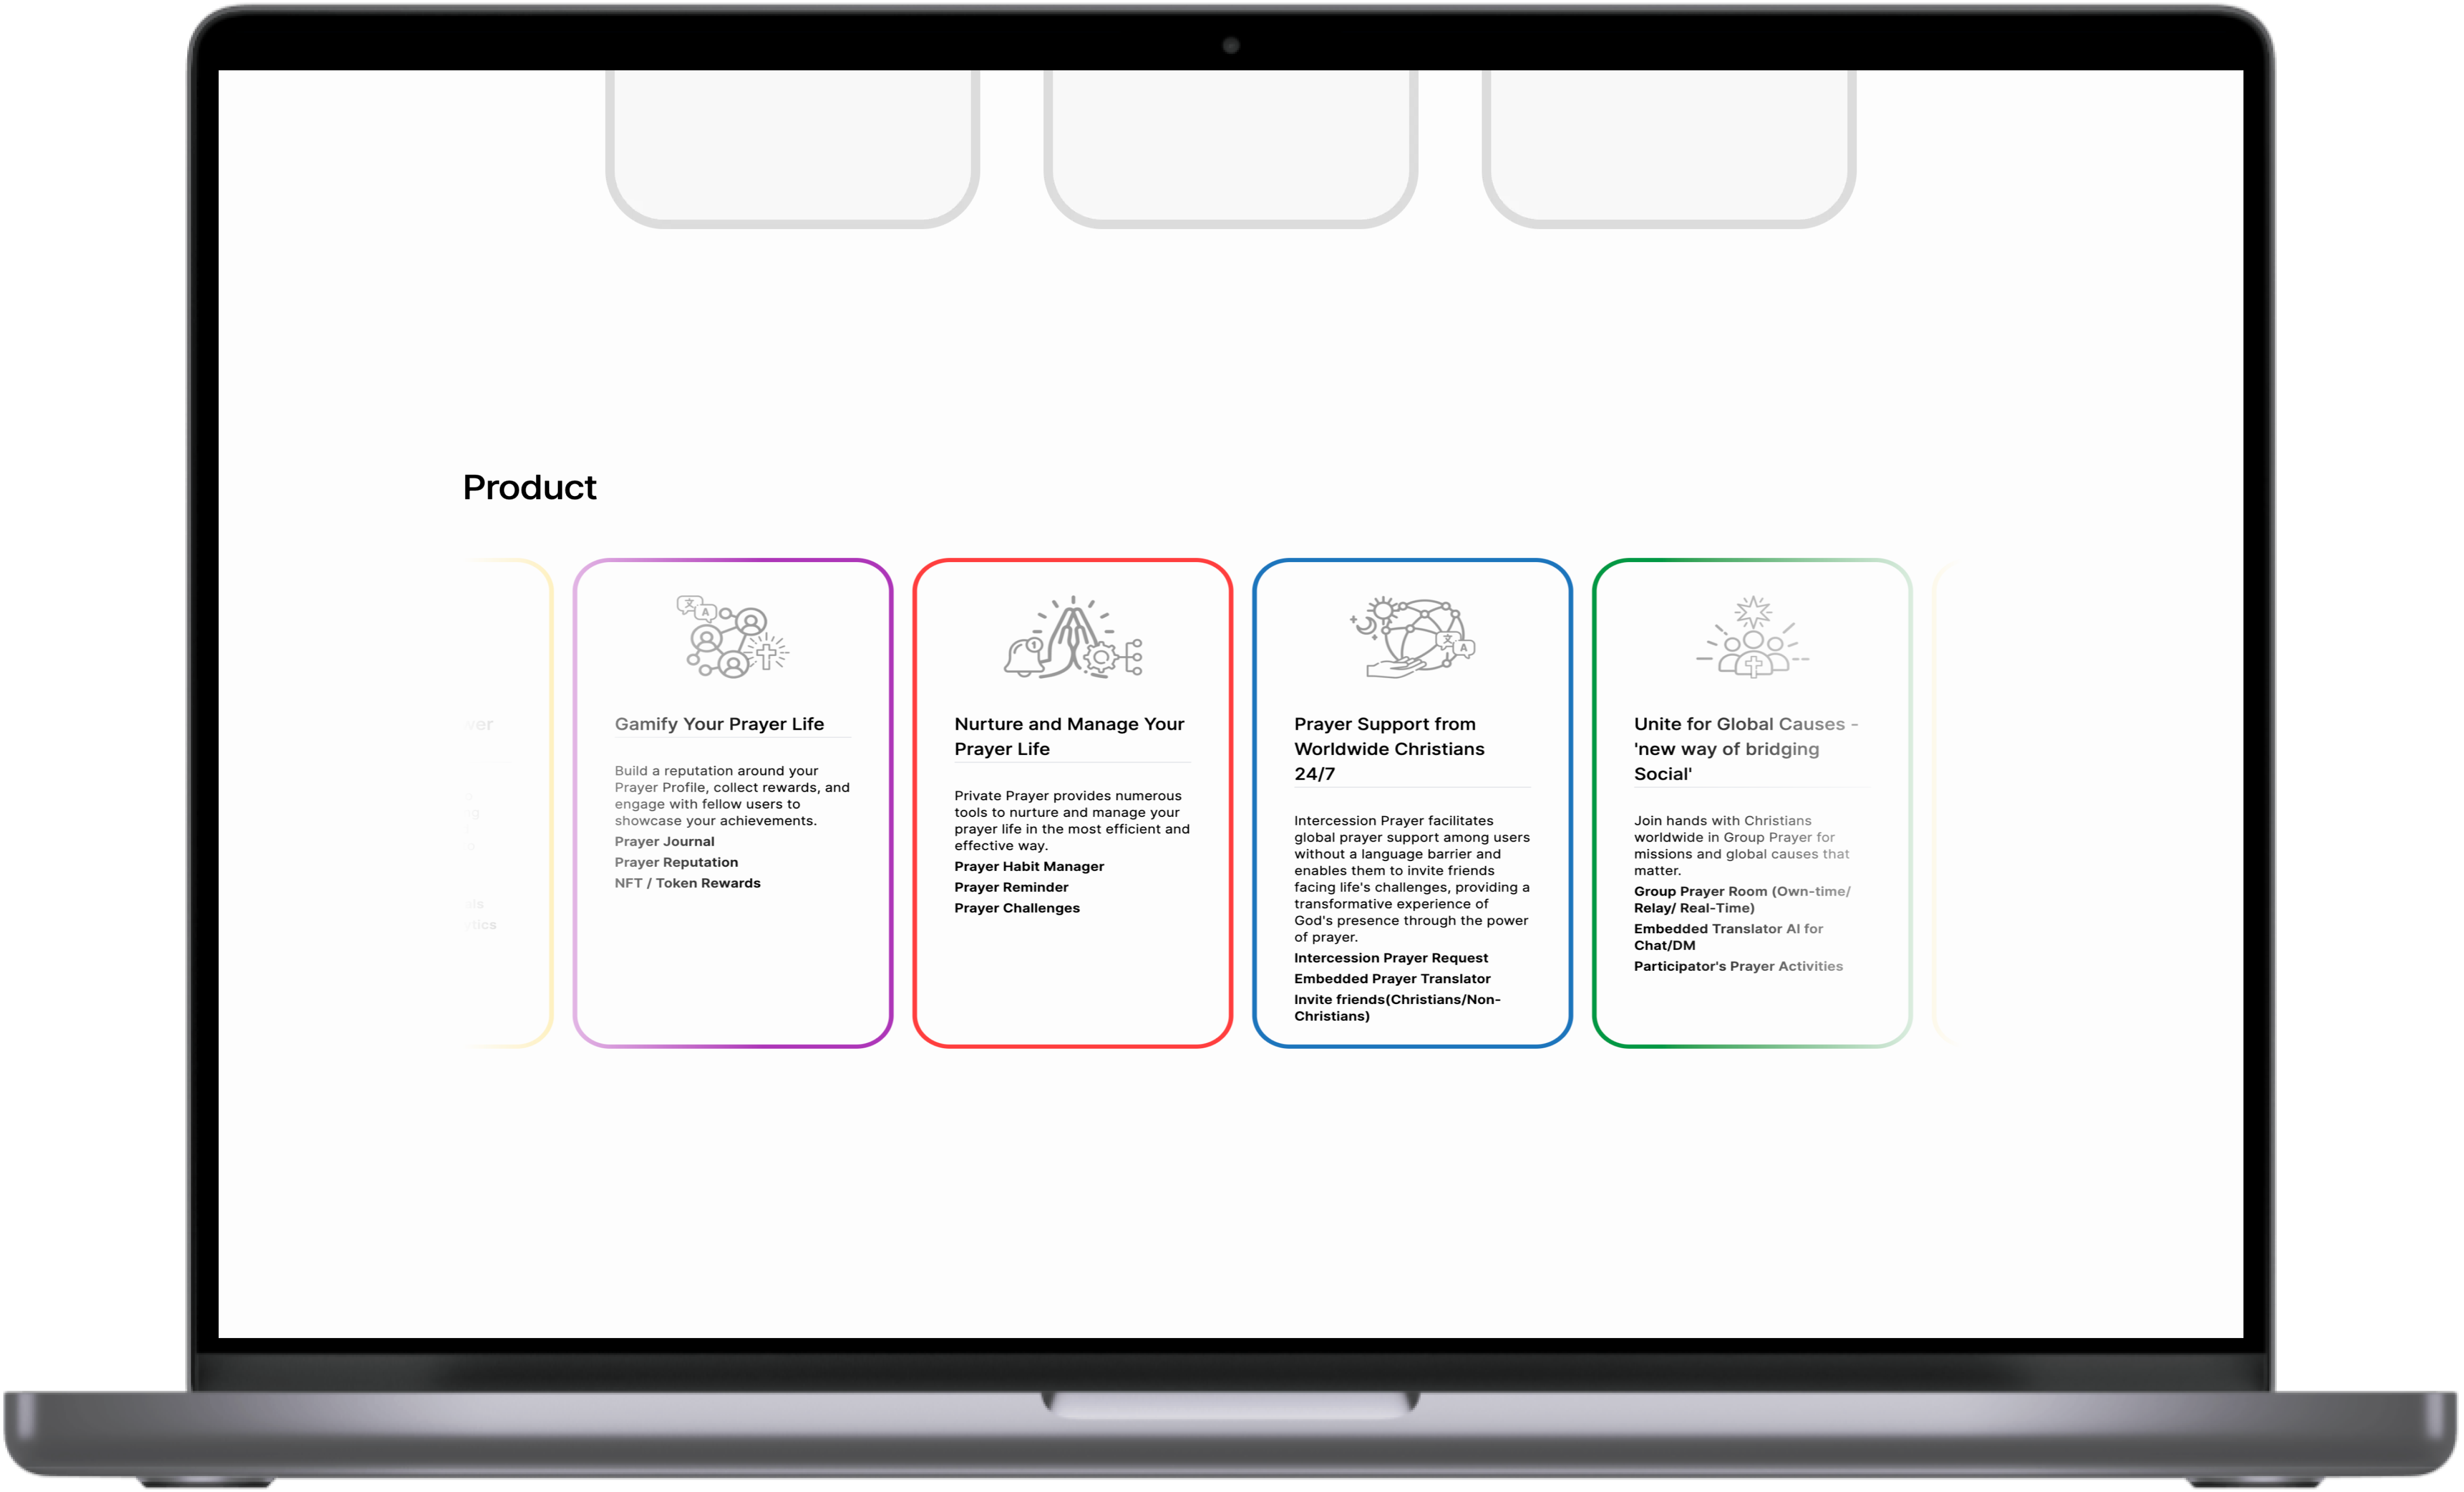 Product
Gamify Your Prayer Life
Build a reputation around your
Prayer Profile, collect rewards, and
engage with fellow users to
showcase your achievements.
Prayer Journal
Prayer Reputation
NFT / Token Rewards
1
Nurture and Manage Your
Prayer Life
Private Prayer provides numerous
tools to nurture and manage your
prayer life in the most efficient and
effective way.
Prayer Habit Manager
Prayer Reminder
Prayer Challenges
文
A
Prayer Support from
Worldwide Christians
24/7
Intercession Prayer facilitates
global prayer support among users
without a language barrier and
enables them to invite friends
facing life's challenges, providing a
transformative experience of
God's presence through the power
of prayer.
Intercession Prayer Request
Embedded Prayer Translator
Invite friends(Christians/Non-
Christians)
Unite for Global Causes -
'new way of bridging
Social'
Join hands with Christians
worldwide in Group Prayer for
missions and global causes that
matter.
Group Prayer Room (Own-time/
Relay/ Real-Time)
Embedded Translator AI for
Chat/DM
Participator's Prayer Activities